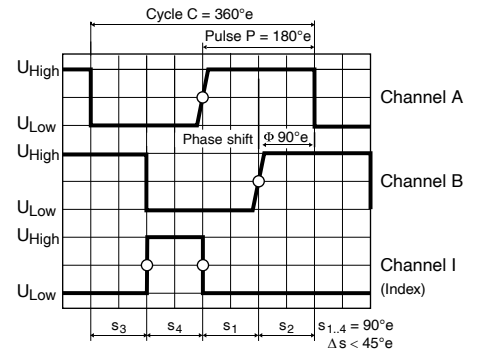 Cycle C = 360°e
Pulse P = 180°e
UHigh
Channel A
ULow
Phase shift Φ 90°e
UHigh
Channel B
ULow
UHigh
Channel I
(Index)
ULow
s3 s4 s1 s2 s1..4 = 90°e
Δs < 45°e